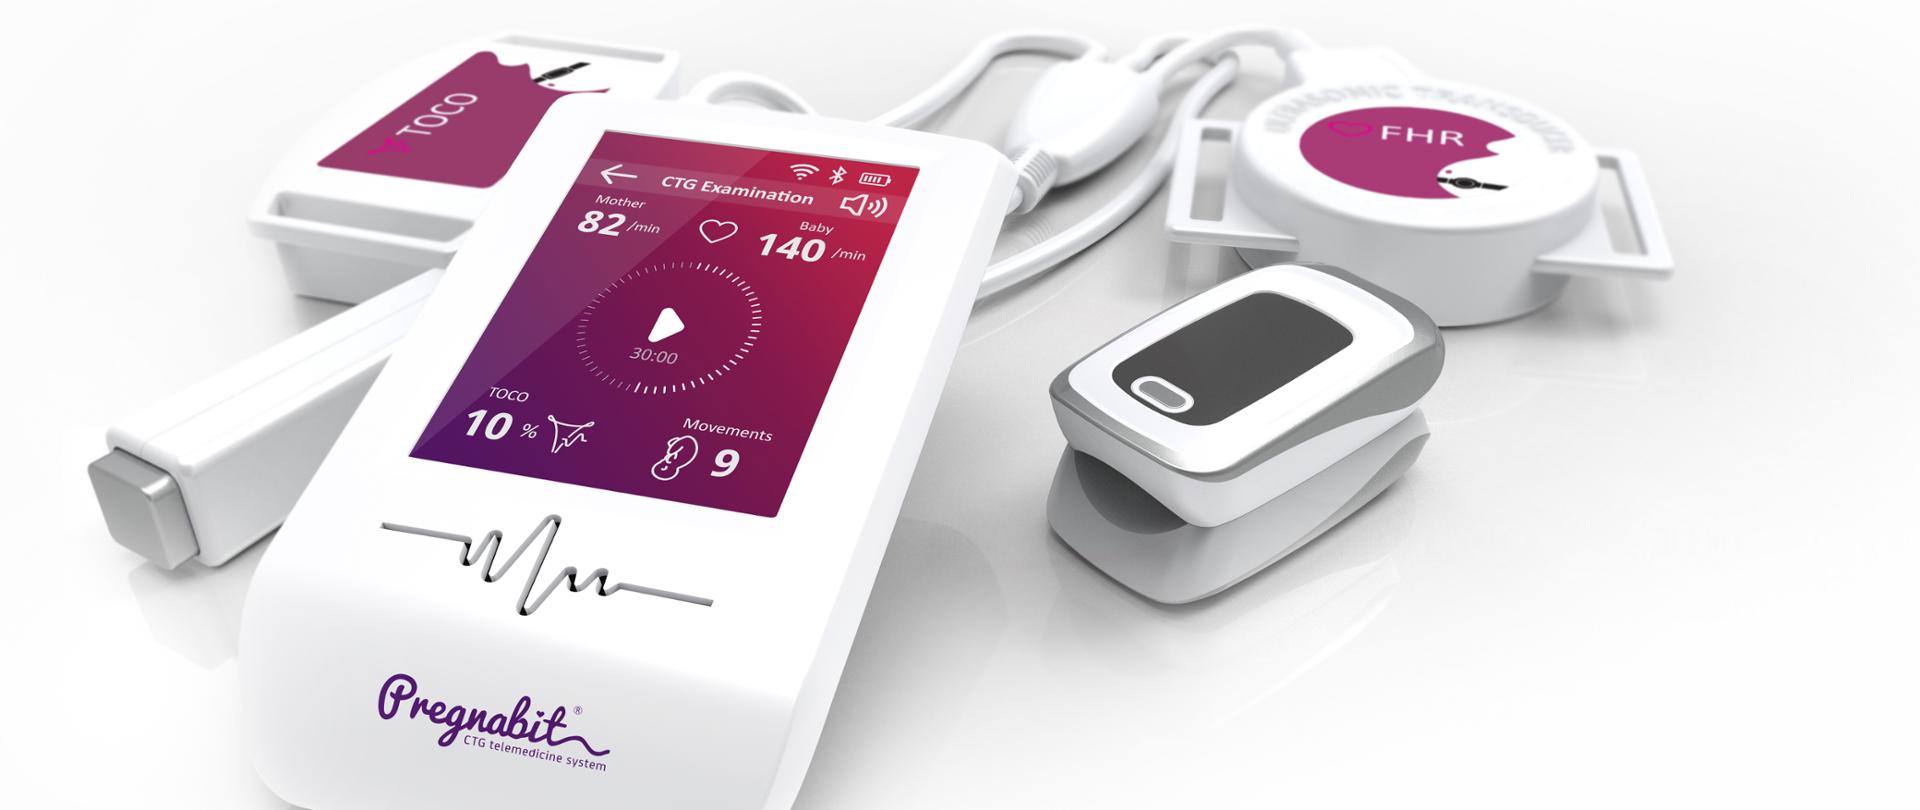 TOCO
ULTRASONIC TRANSDUCER
FHR
CTG Examination
Mother
82 /min
Baby
140 /min
30:00
TOCO
10 %
Movements
9
Pregnabit®
CTG telemedicine system